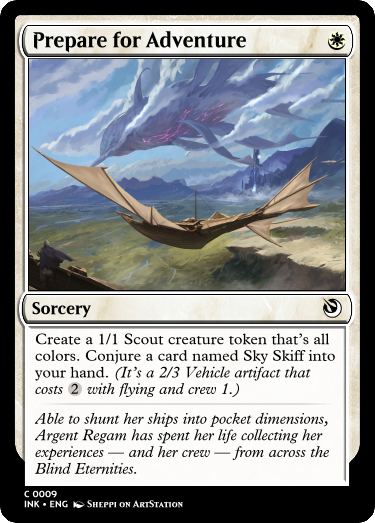 Prepare for Adventure
Sorcery
Create a 1/1 Scout creature token that's all
colors. Conjure a card named Sky Skiff into
your hand. (It's a 2/3 Vehicle artifact that
costs 2 with flying and crew 1.)
Able to shunt her ships into pocket dimensions,
Argent Regam has spent her life collecting her
experiences — and her crew — from across the
Blind Eternities.
C 0009
INK • ENG Sheppi on ArtStation